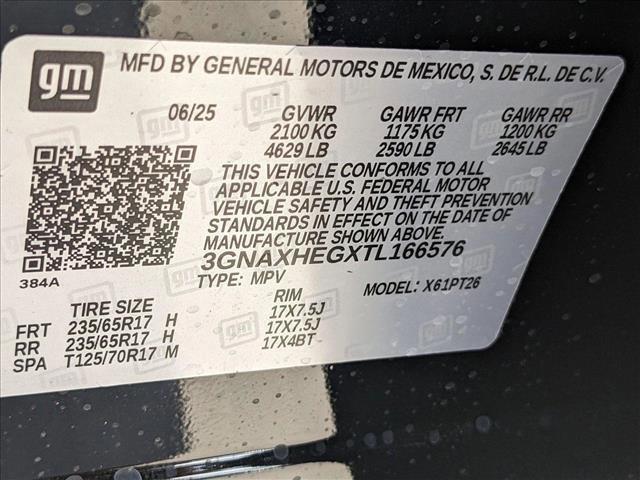 gm
MFD BY GENERAL MOTORS DE MEXICO, S. DE R.L. DE C.V.
06/25 GVWR GAWR FRT GAWR RR
2100 KG 1175 KG 1200 KG
4629 LB 2590 LB 2645 LB
THIS VEHICLE CONFORMS TO ALL
APPLICABLE U.S. FEDERAL MOTOR
VEHICLE SAFETY AND THEFT PREVENTION
STANDARDS IN EFFECT ON THE DATE OF
MANUFACTURE SHOWN ABOVE.
3GNAXHEGXTL166576
384A
TYPE: MPV MODEL: X61PT26
TIRE SIZE RIM
FRT 235/65R17 H 17X7.5J
RR 235/65R17 H 17X7.5J
SPA T125/70R17 M 17X4BT